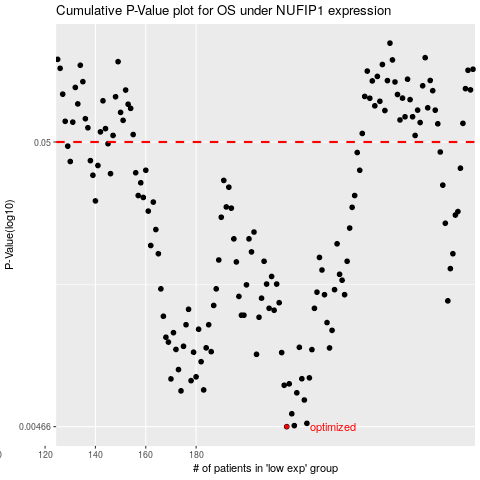 Cumulative P-Value plot for OS under NUFIP1 expression
P-Value(log10)
0.05
0.00466
optimized
0 120 140 160 180
# of patients in 'low exp' group